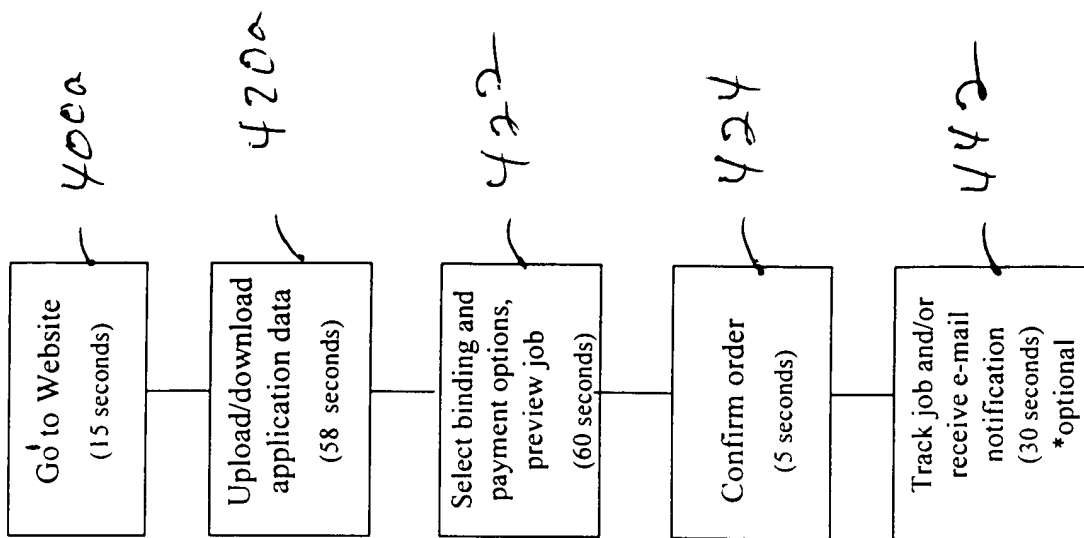 Go to Website
(15 seconds)
400a
Upload/download
application data
(58 seconds)
420a
Select binding and
payment options,
preview job
(60 seconds)
422
Confirm order
(5 seconds)
424
Track job and/or
receive e-mail
notification
(30 seconds)
*optional
442